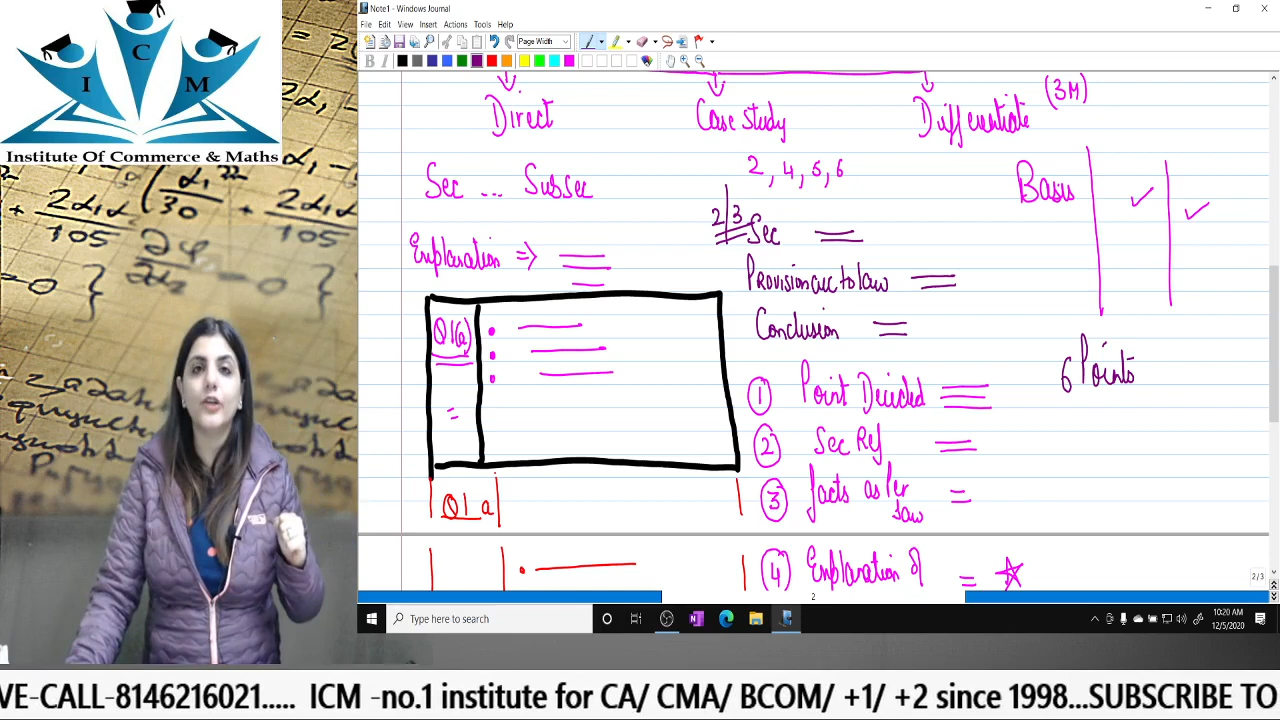 Note1 - Windows Journal
File Edit View Insert Actions Tools Help
Page Width
I C M
Institute Of Commerce & Maths
Direct
Case study
Differentiate (3M)
Sec ... Subsec
2, 4, 5, 6
Basis
2/3 Sec
Explanation =>
Provision acc to law
Conclusion
Q1(a)
6 Points
① Point Decided
② Sec Ref
③ facts as Per law
Q1 a
④ Explanation of =
2/3
2
Type here to search
10:20 AM
12/5/2020
VE-CALL-8146216021..... ICM -no.1 institute for CA/ CMA/ BCOM/ +1/ +2 since 1998...SUBSCRIBE TO